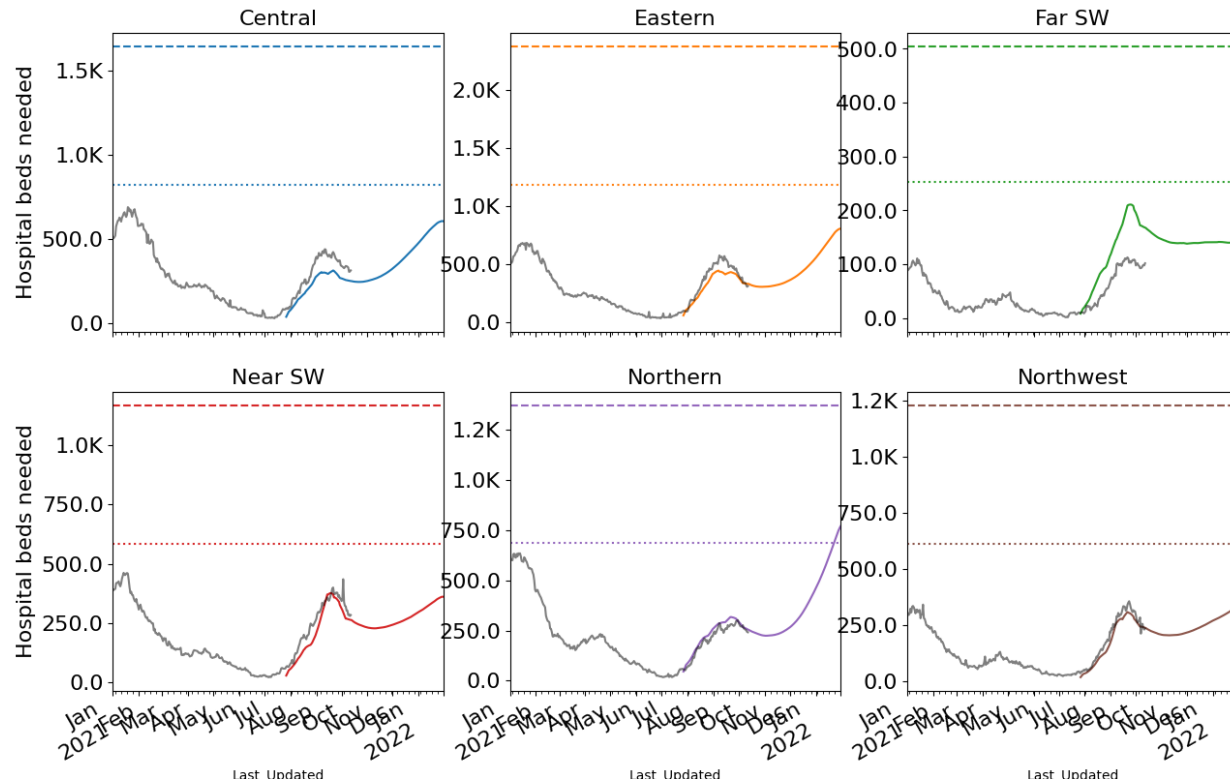 Central
Eastern
Far SW
Hospital beds needed
1.5K
1.0K
500.0
0.0
2.0K
1.5K
1.0K
500.0
0.0
500.0
400.0
300.0
200.0
100.0
0.0
Near SW
Northern
Northwest
Hospital beds needed
1.0K
750.0
500.0
250.0
0.0
1.2K
1.0K
750.0
500.0
250.0
0.0
1.2K
1.0K
750.0
500.0
250.0
0.0
Jan 2021 Feb Mar Apr May Jun Jul Aug Sep Oct Nov Dec Jan 2022
Jan 2021 Feb Mar Apr May Jun Jul Aug Sep Oct Nov Dec Jan 2022
Jan 2021 Feb Mar Apr May Jun Jul Aug Sep Oct Nov Dec Jan 2022
Last_Updated
Last_Updated
Last_Updated